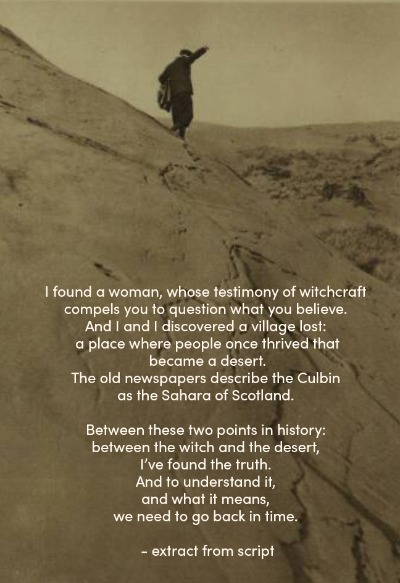 I found a woman, whose testimony of witchcraft
compels you to question what you believe.
And I and I discovered a village lost:
a place where people once thrived that
became a desert.
The old newspapers describe the Culbin
as the Sahara of Scotland.
Between these two points in history:
between the witch and the desert,
I've found the truth.
And to understand it,
and what it means,
we need to go back in time.
- extract from script